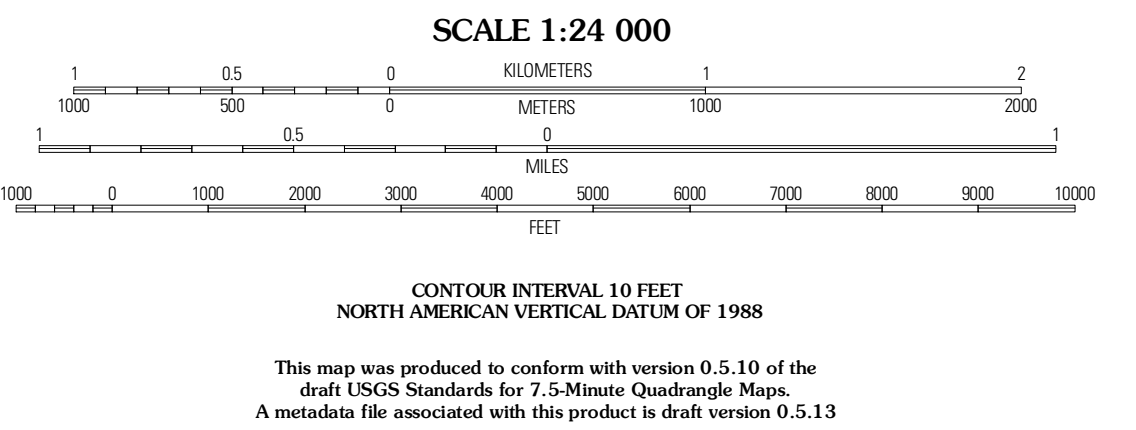 SCALE 1:24 000
1 0.5 0 KILOMETERS 1 2
1000 500 0 METERS 1000 2000
1 0.5 0 1
MILES
1000 0 1000 2000 3000 4000 5000 6000 7000 8000 9000 10000
FEET
CONTOUR INTERVAL 10 FEET
NORTH AMERICAN VERTICAL DATUM OF 1988
This map was produced to conform with version 0.5.10 of the
draft USGS Standards for 7.5-Minute Quadrangle Maps.
A metadata file associated with this product is draft version 0.5.13